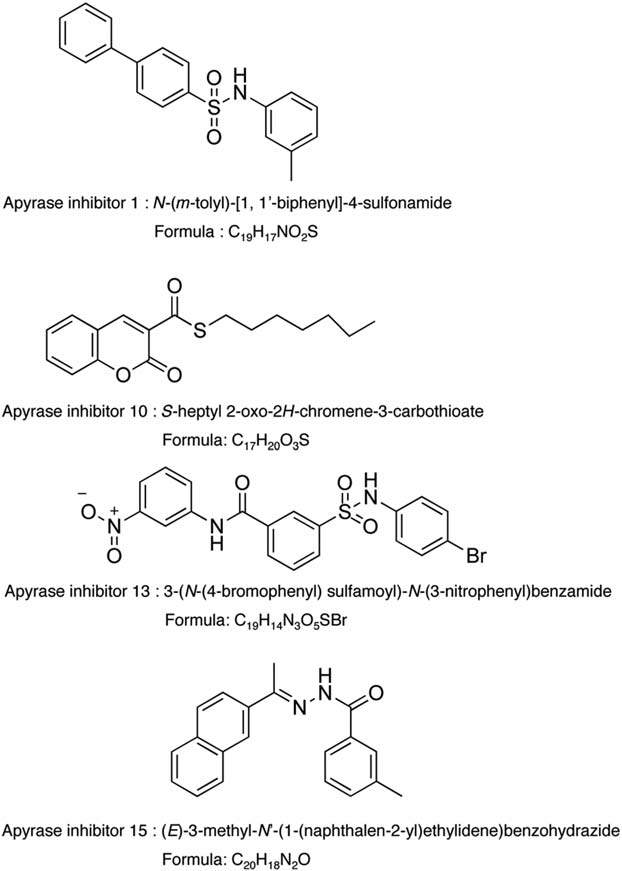 H
O
S
N
O
Apyrase inhibitor 1 : N-(m-tolyl)-[1, 1'-biphenyl]-4-sulfonamide
Formula : C₁₉H₁₇NO₂S
O
S
O
O
Apyrase inhibitor 10 : S-heptyl 2-oxo-2H-chromene-3-carbothioate
Formula: C₁₇H₂₀O₃S
− O N + O
N H
O
O S O
H N
Br
Apyrase inhibitor 13 : 3-(N-(4-bromophenyl) sulfamoyl)-N-(3-nitrophenyl)benzamide
Formula: C₁₉H₁₄N₃O₅SBr
N
H N
O
Apyrase inhibitor 15 : (E)-3-methyl-N'-(1-(naphthalen-2-yl)ethylidene)benzohydrazide
Formula: C₂₀H₁₈N₂O